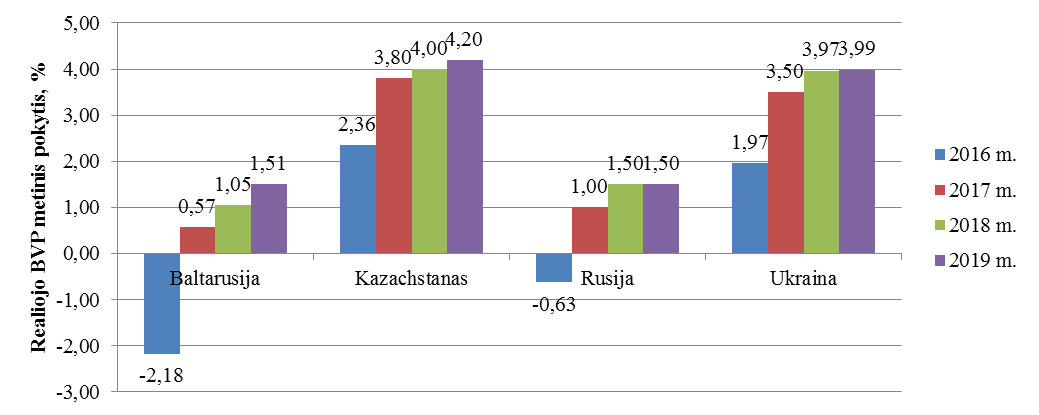 Realiojo BVP metinis pokytis, %
5,00
4,00
3,00
2,00
1,00
0,00
-1,00
-2,00
-3,00
-2,18
0,57
1,05
1,51
2,36
3,80
4,00
4,20
-0,63
1,00
1,50
1,50
1,97
3,50
3,97
3,99
Baltarusija
Kazachstanas
Rusija
Ukraina
2016 m.
2017 m.
2018 m.
2019 m.